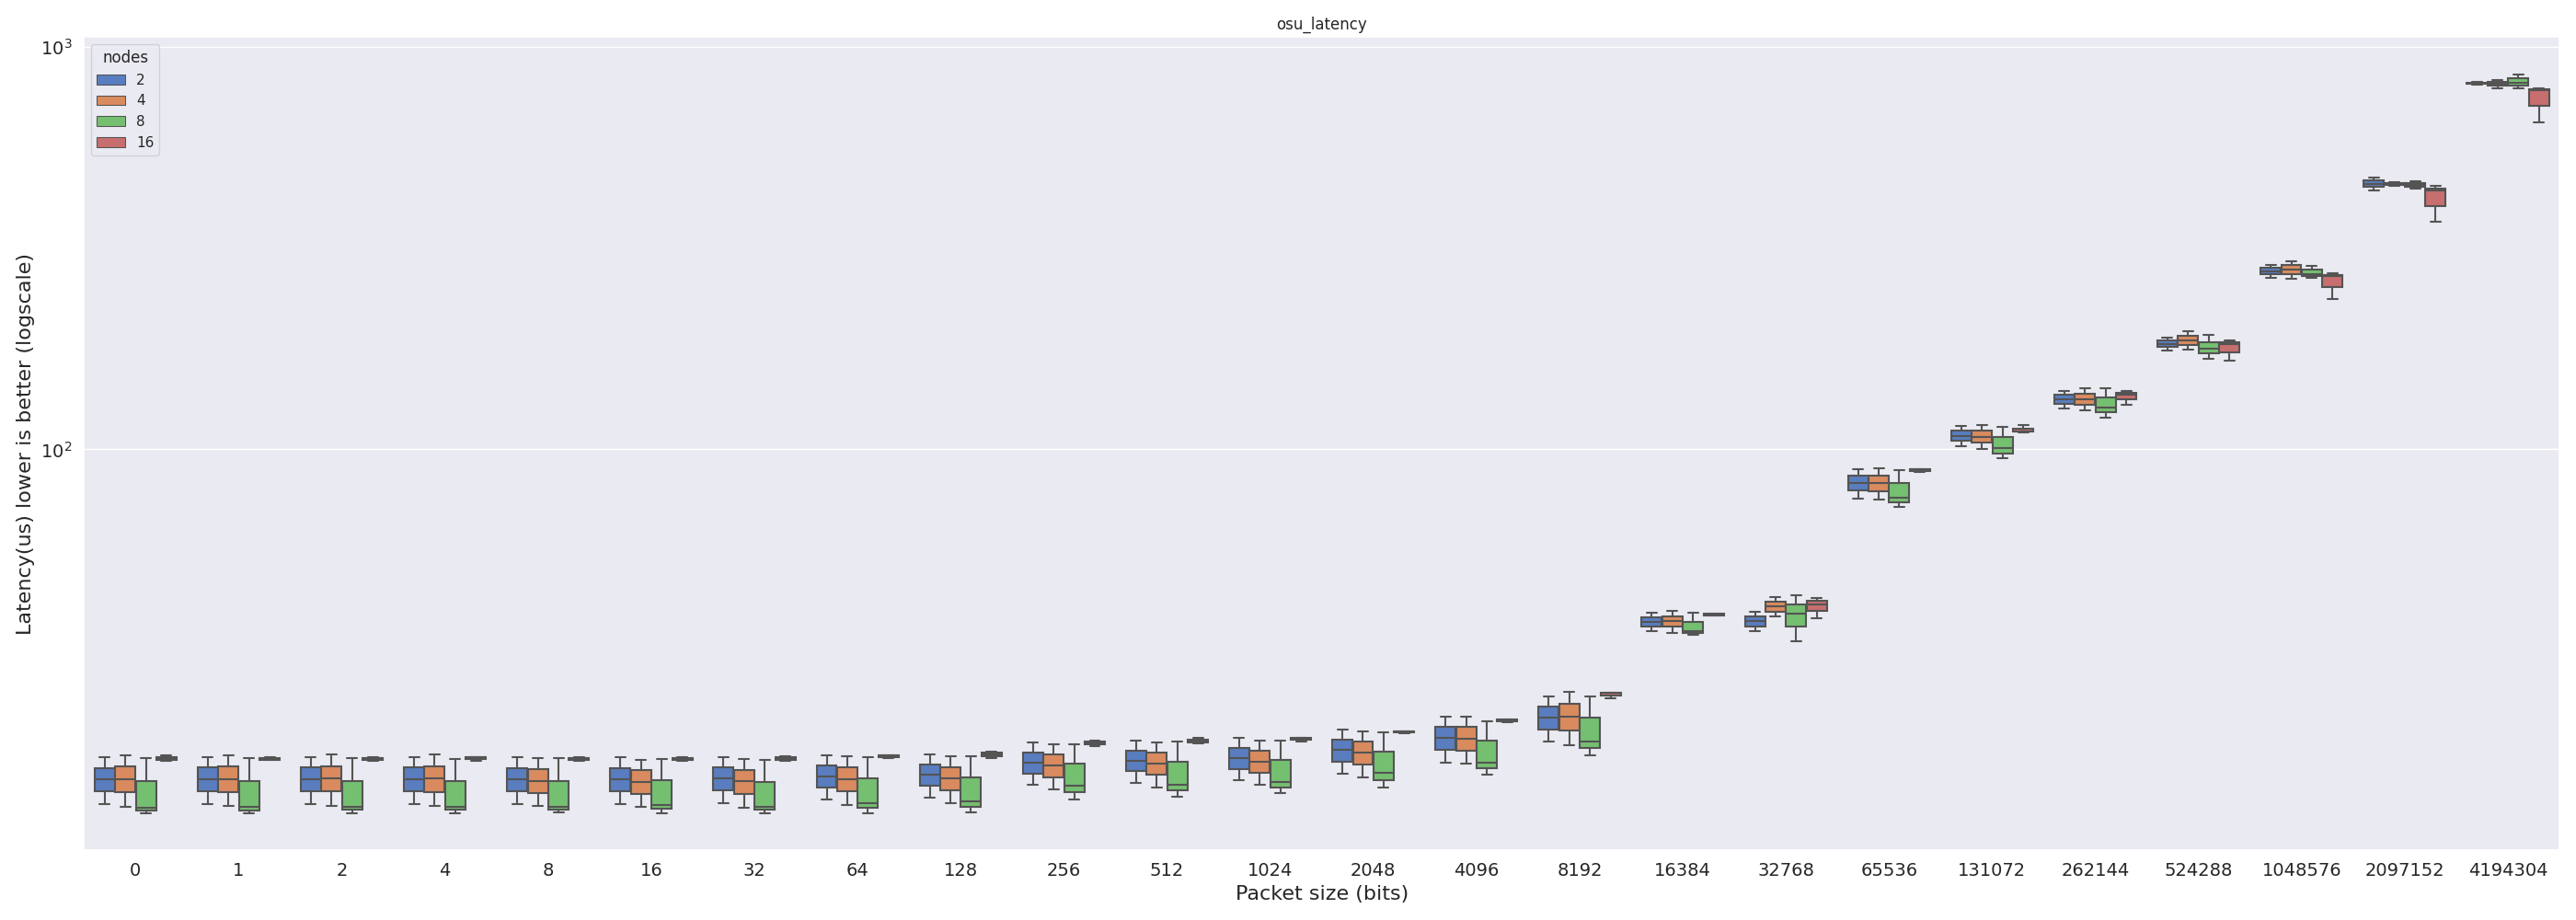 osu_latency
10³
nodes
2
4
8
16
10²
Latency(us) lower is better (logscale)
0 1 2 4 8 16 32 64 128 256 512 1024 2048 4096 8192 16384 32768 65536 131072 262144 524288 1048576 2097152 4194304
Packet size (bits)